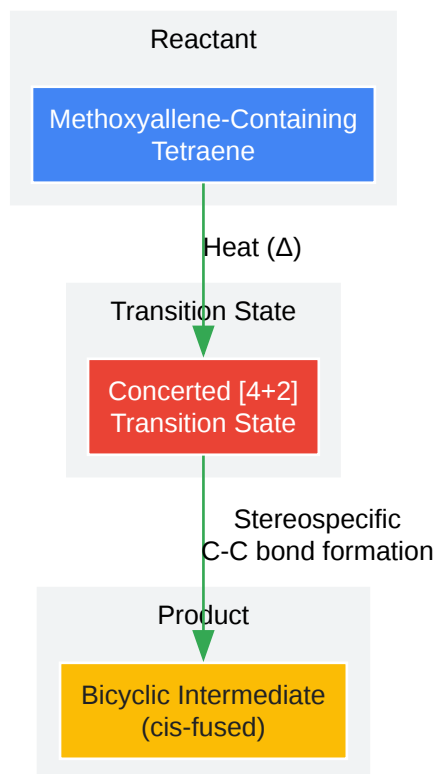 Reactant
Methoxyallene-Containing
Tetraene
Heat (Δ)
Transition State
Concerted [4+2]
Transition State
Stereospecific
C-C bond formation
Product
Bicyclic Intermediate
(cis-fused)